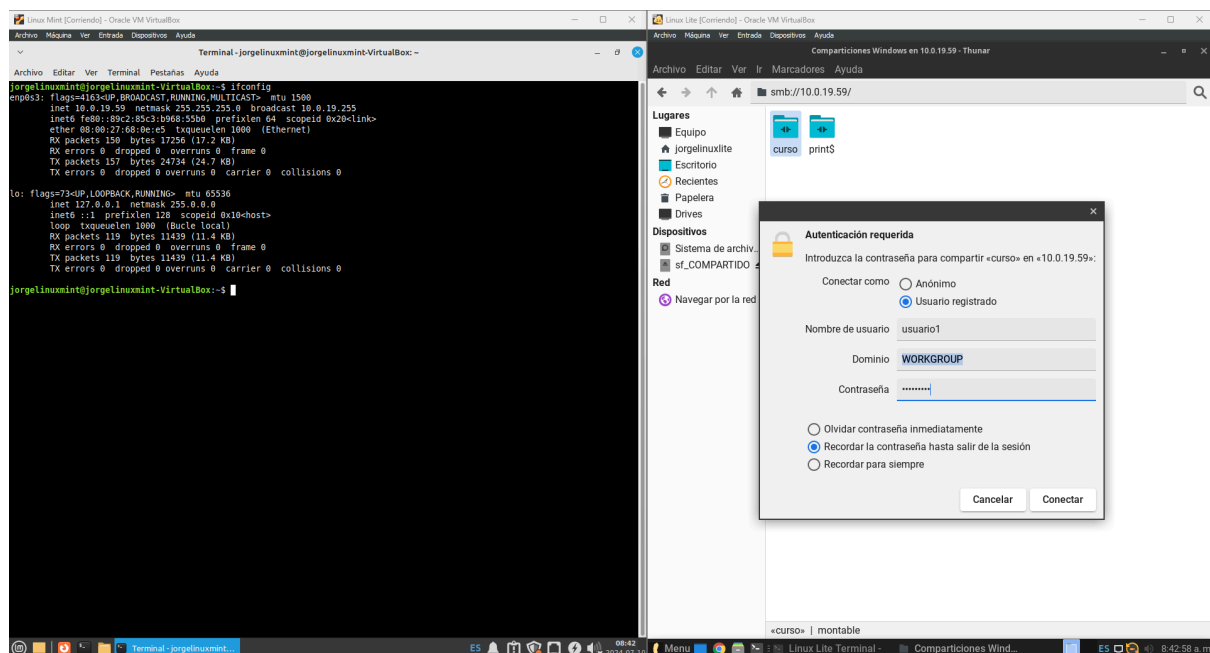 Linux Mint [Corriendo] - Oracle VM VirtualBox
Archivo Máquina Ver Entrada Dispositivos Ayuda
Terminal - jorgelinuxmint@jorgelinuxmint-VirtualBox: ~
Archivo Editar Ver Terminal Pestañas Ayuda
jorgelinuxmint@jorgelinuxmint-VirtualBox:~$ ifconfig
enp0s3: flags=4163<UP,BROADCAST,RUNNING,MULTICAST> mtu 1500
inet 10.0.19.59 netmask 255.255.255.0 broadcast 10.0.19.255
inet6 fe80::89c2:85c3:b968:55b0 prefixlen 64 scopeid 0x20<link>
ether 08:00:27:68:0e:e5 txqueuelen 1000 (Ethernet)
RX packets 150 bytes 17256 (17.2 KB)
RX errors 0 dropped 0 overruns 0 frame 0
TX packets 157 bytes 24734 (24.7 KB)
TX errors 0 dropped 0 overruns 0 carrier 0 collisions 0
lo: flags=73<UP,LOOPBACK,RUNNING> mtu 65536
inet 127.0.0.1 netmask 255.0.0.0
inet6 ::1 prefixlen 128 scopeid 0x10<host>
loop txqueuelen 1000 (Bucle local)
RX packets 119 bytes 11439 (11.4 KB)
RX errors 0 dropped 0 overruns 0 frame 0
TX packets 119 bytes 11439 (11.4 KB)
TX errors 0 dropped 0 overruns 0 carrier 0 collisions 0
jorgelinuxmint@jorgelinuxmint-VirtualBox:~$
Terminal - jorgelinuxmint...
ES
08:42
Linux Lite [Corriendo] - Oracle VM VirtualBox
Archivo Máquina Ver Entrada Dispositivos Ayuda
Comparticiones Windows en 10.0.19.59 - Thunar
Archivo Editar Ver Ir Marcadores Ayuda
smb://10.0.19.59/
Lugares
Equipo
jorgelinuxlite
Escritorio
Recientes
Papelera
Drives
Dispositivos
Sistema de archiv...
sf_COMPARTIDO
Red
Navegar por la red
curso
print$
Autenticación requerida
Introduzca la contraseña para compartir «curso» en «10.0.19.59»:
Conectar como
Anónimo
Usuario registrado
Nombre de usuario usuario1
Dominio WORKGROUP
Contraseña •••••••••
Olvidar contraseña inmediatamente
Recordar la contraseña hasta salir de la sesión
Recordar para siempre
Cancelar
Conectar
«curso» | montable
Menu
Linux Lite Terminal -
Comparticiones Wind...
ES
8:42:58 a. m